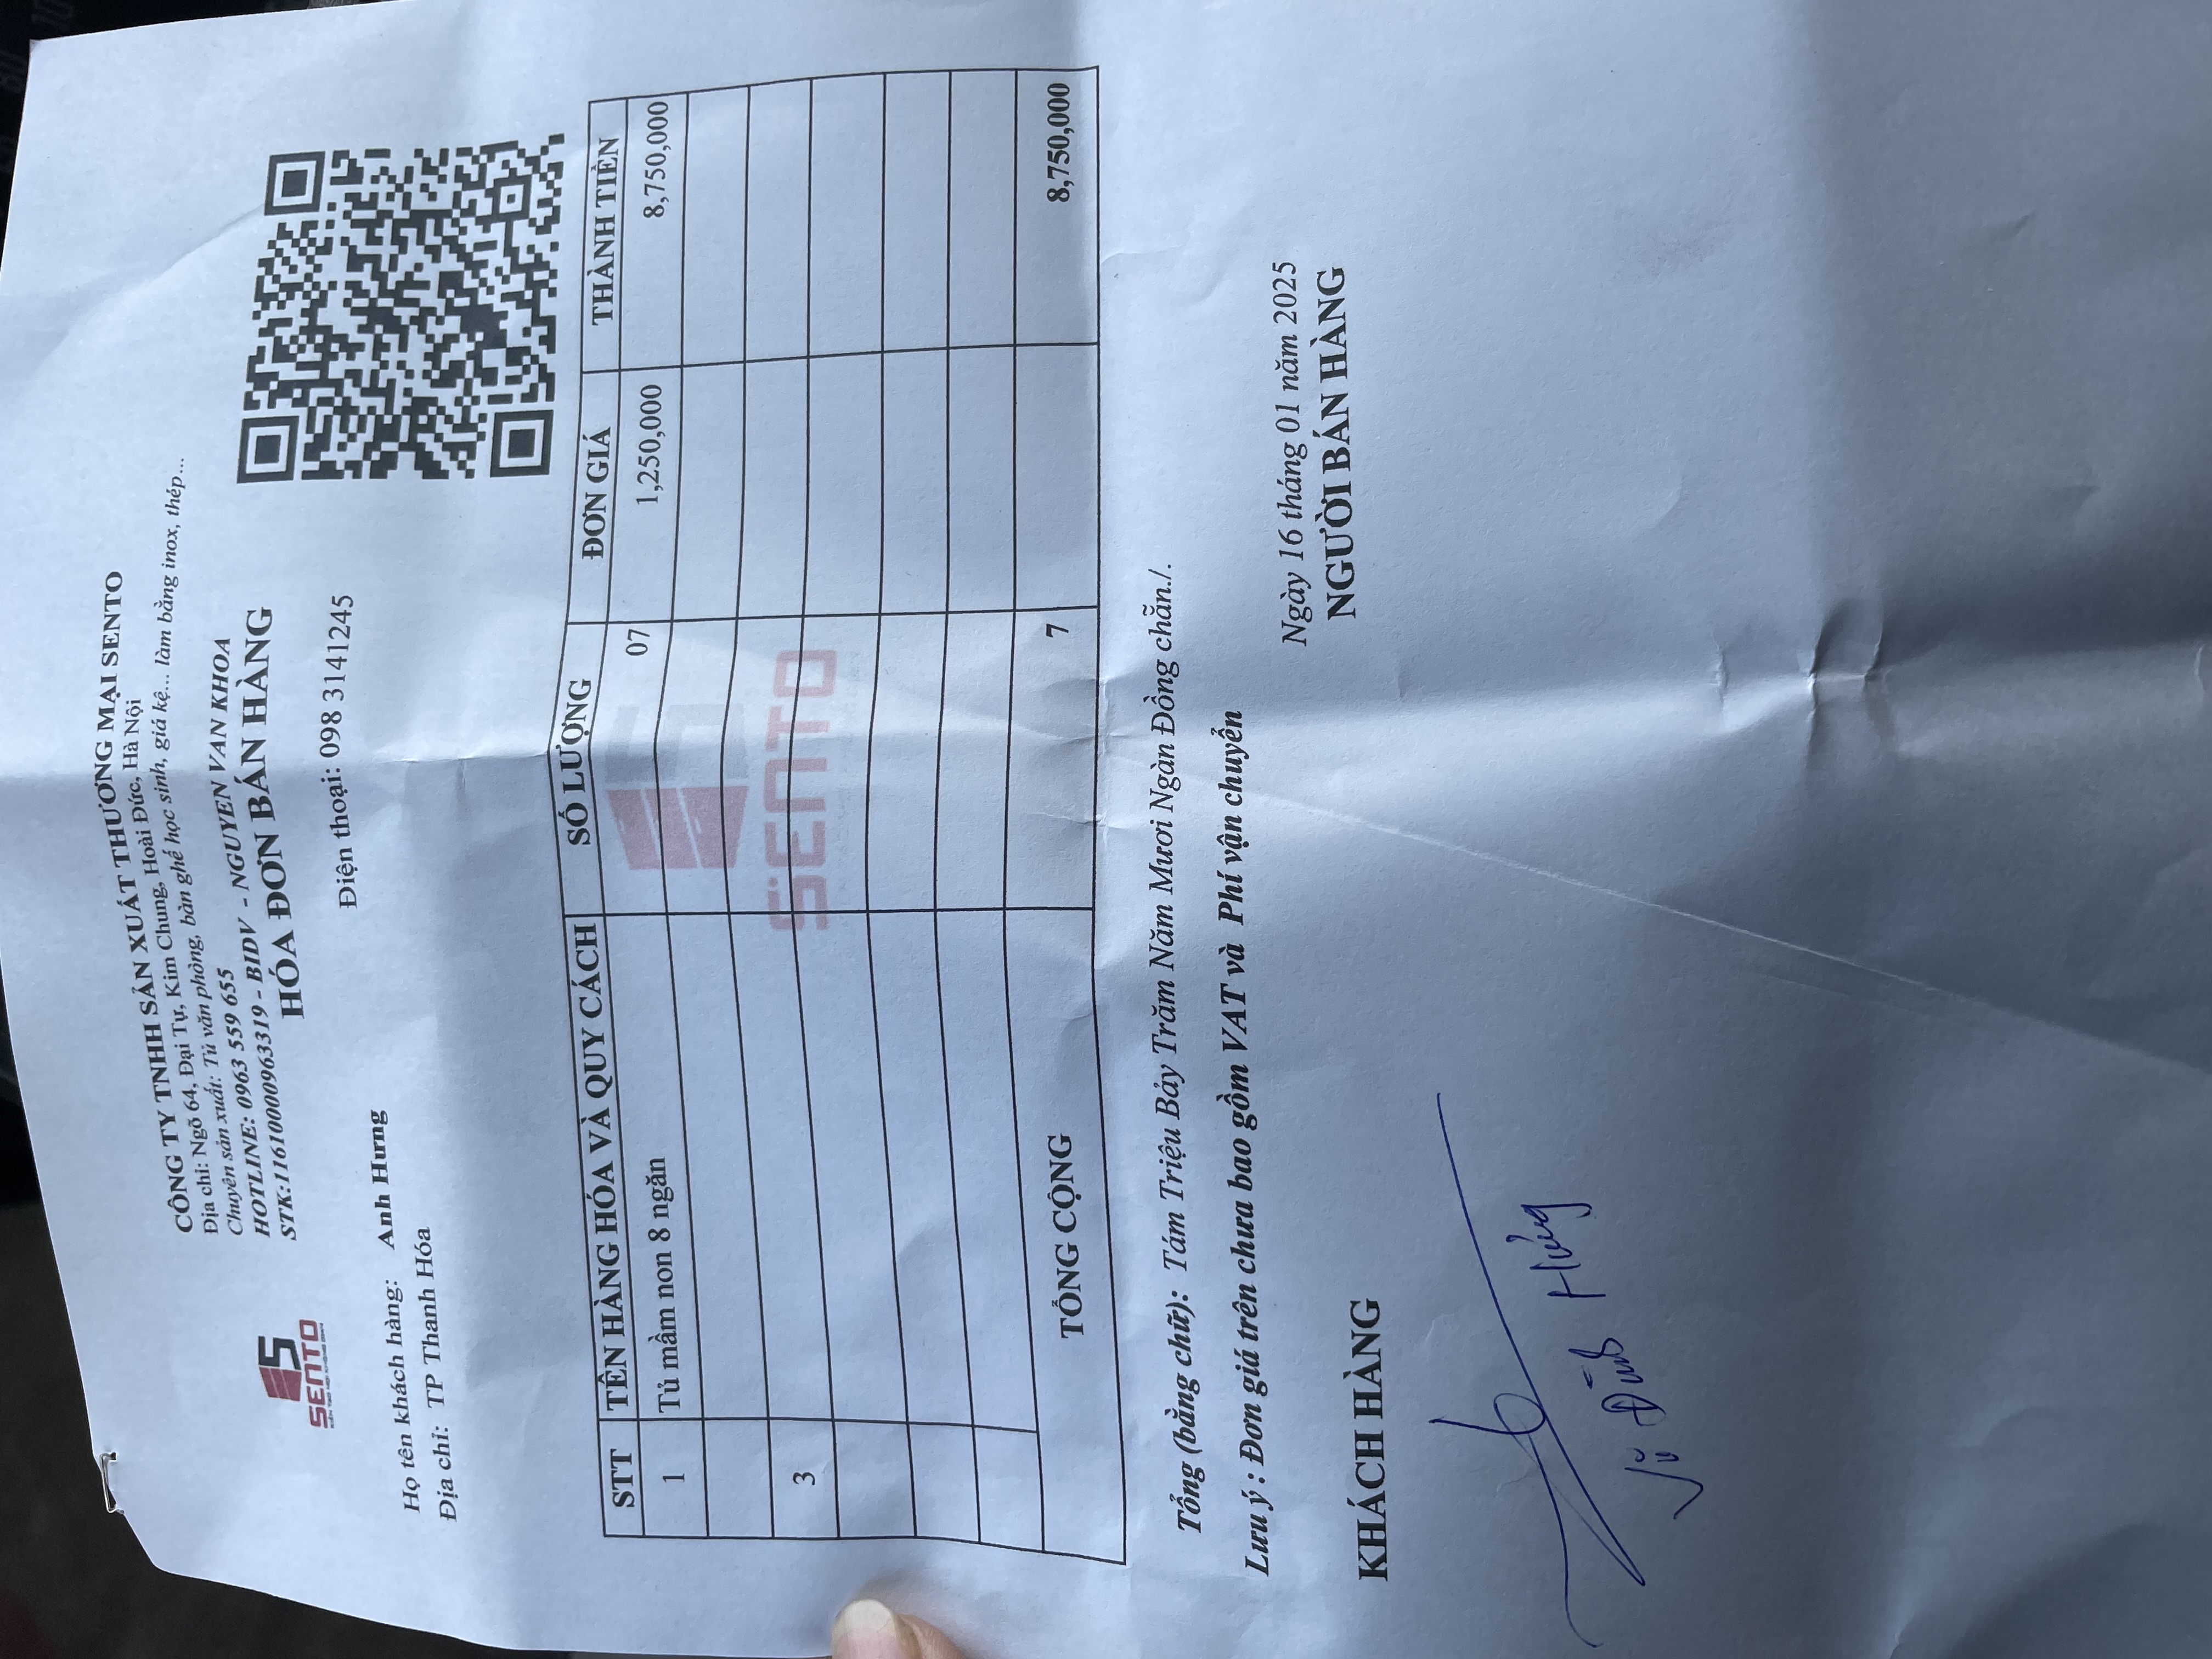 CÔNG TY TNHH SẢN XUẤT THƯƠNG MẠI SENTO
Địa chỉ: Ngõ 64, Đại Tự, Kim Chung, Hoài Đức, Hà Nội
Chuyên sản xuất: Tủ văn phòng, bàn ghế học sinh, giá kệ... làm bằng inox, thép...
HOTLINE: 0963 559 655
STK:11610000963319 - BIDV - NGUYEN VAN KHOA
HÓA ĐƠN BÁN HÀNG
SENTO
Điện thoại: 098 3141245
Họ tên khách hàng: Anh Hưng
Địa chỉ: TP Thanh Hóa
STT TÊN HÀNG HÓA VÀ QUY CÁCH SỐ LƯỢNG ĐƠN GIÁ THÀNH TIỀN
1 Tủ mầm non 8 ngăn 07 1,250,000 8,750,000
3
SENTO
TỔNG CỘNG 7 8,750,000
Tổng (bằng chữ): Tám Triệu Bảy Trăm Năm Mươi Ngàn Đồng chẵn./.
Lưu ý : Đơn giá trên chưa bao gồm VAT và Phí vận chuyển
Ngày 16 tháng 01 năm 2025
KHÁCH HÀNG NGƯỜI BÁN HÀNG